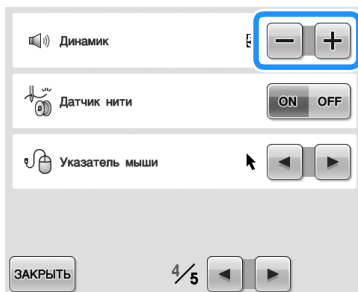 Динамик
− +
Датчик нити
ON OFF
Указатель мыши
ЗАКРЫТЬ
4/5